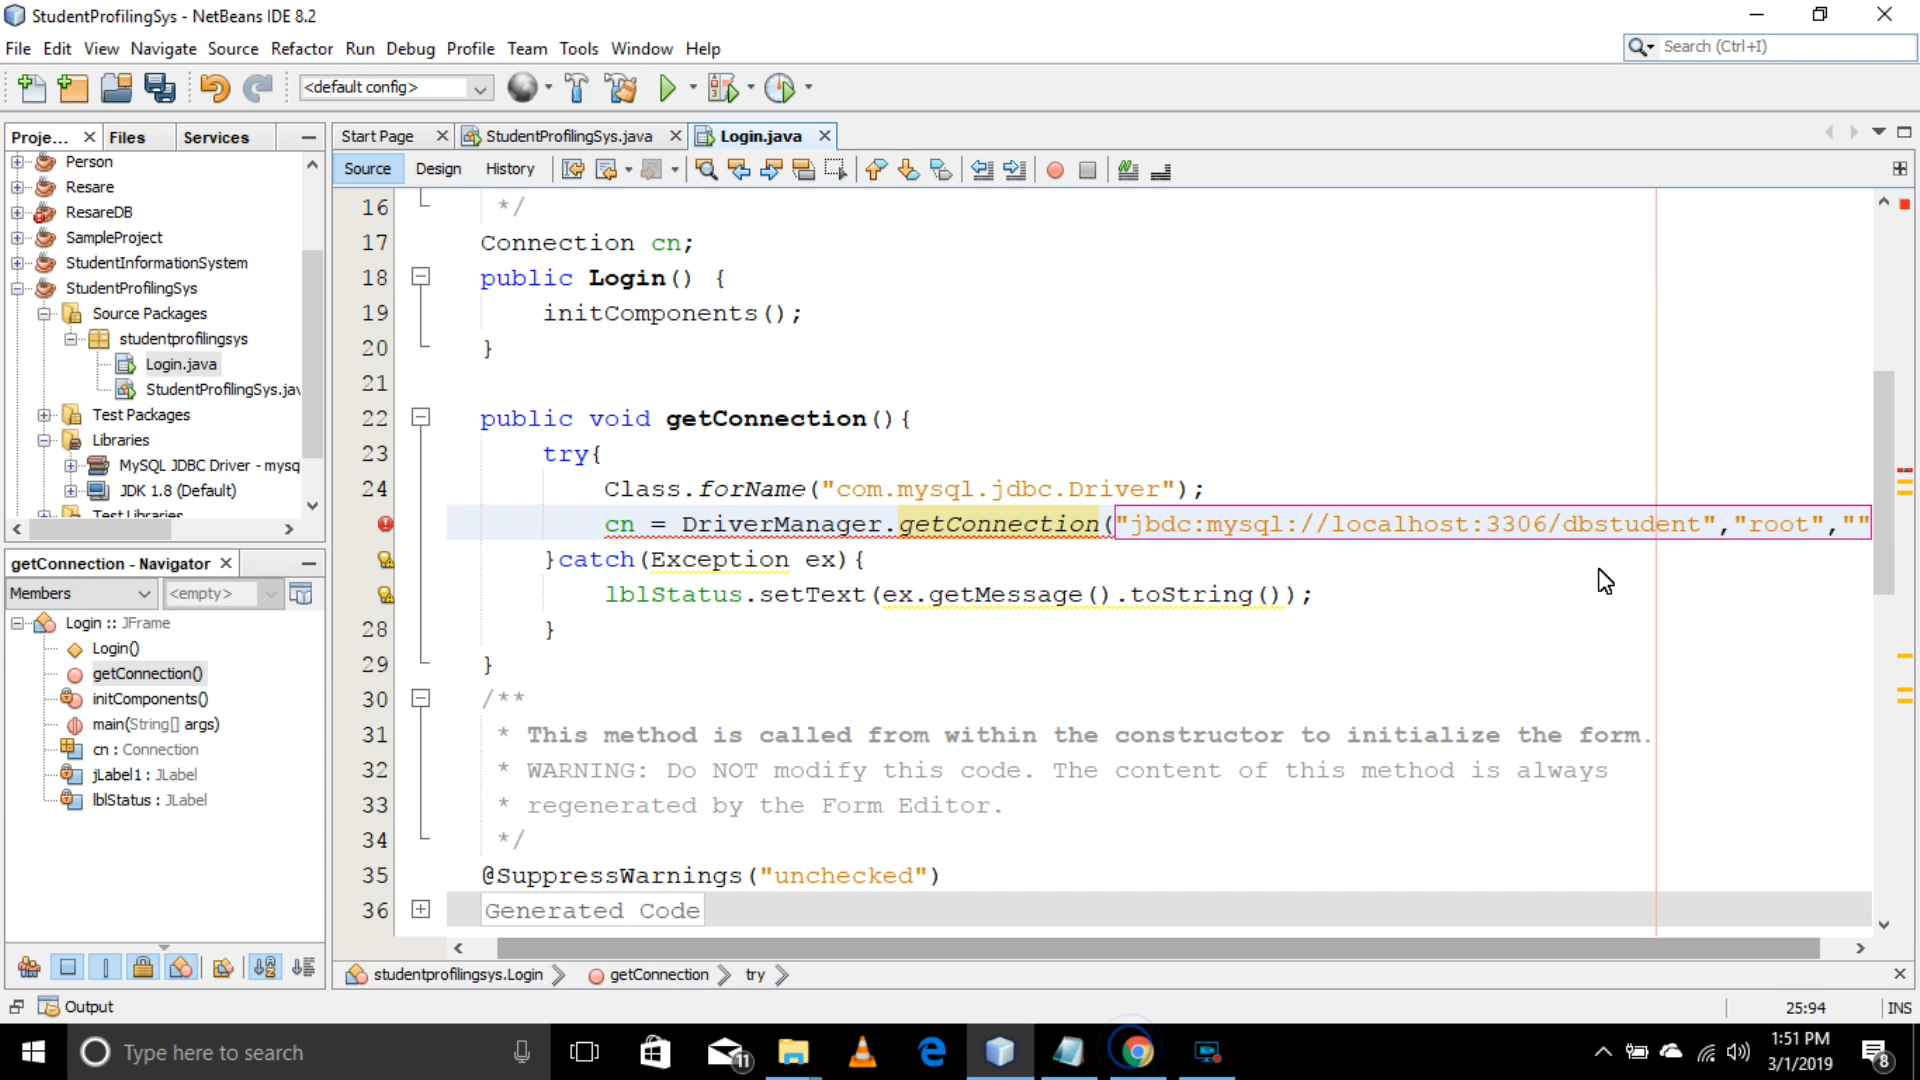 StudentProfilingSys - NetBeans IDE 8.2
File Edit View Navigate Source Refactor Run Debug Profile Team Tools Window Help
Search (Ctrl+I)
<default config>
Proje... Files Services
Start Page StudentProfilingSys.java Login.java
Source Design History
Person
Resare
ResareDB
SampleProject
StudentInformationSystem
StudentProfilingSys
Source Packages
studentprofilingsys
Login.java
StudentProfilingSys.jav
Test Packages
Libraries
MySQL JDBC Driver - mysq
JDK 1.8 (Default)
Test Libraries
getConnection - Navigator
Members <empty>
Login :: JFrame
Login()
getConnection()
initComponents()
main(String[] args)
cn : Connection
jLabel1 : JLabel
lblStatus : JLabel
16 */
17 Connection cn;
18 public Login() {
19 initComponents();
20 }
21
22 public void getConnection(){
23 try{
24 Class.forName("com.mysql.jdbc.Driver");
cn = DriverManager.getConnection("jbdc:mysql://localhost:3306/dbstudent","root",""
}catch(Exception ex){
lblStatus.setText(ex.getMessage().toString());
28 }
29 }
30 /**
31 * This method is called from within the constructor to initialize the form.
32 * WARNING: Do NOT modify this code. The content of this method is always
33 * regenerated by the Form Editor.
34 */
35 @SuppressWarnings("unchecked")
36 Generated Code
studentprofilingsys.Login getConnection try
Output
25:94 INS
Type here to search
11
1:51 PM
3/1/2019
8